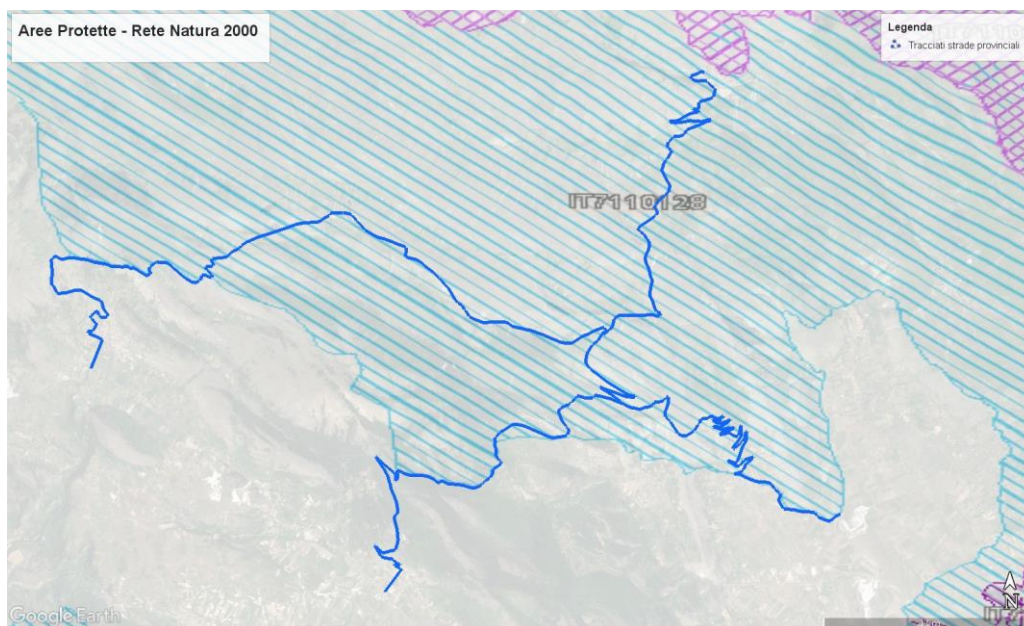 Aree Protette - Rete Natura 2000
Legenda
Tracciati strade provinciali
IT7110128
Google Earth
N